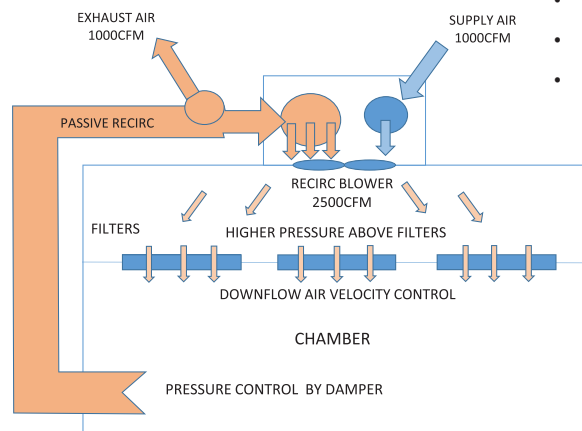 EXHAUST AIR
1000CFM
SUPPLY AIR
1000CFM
PASSIVE RECIRC
RECIRC BLOWER
2500CFM
FILTERS
HIGHER PRESSURE ABOVE FILTERS
DOWNFLOW AIR VELOCITY CONTROL
CHAMBER
PRESSURE CONTROL BY DAMPER